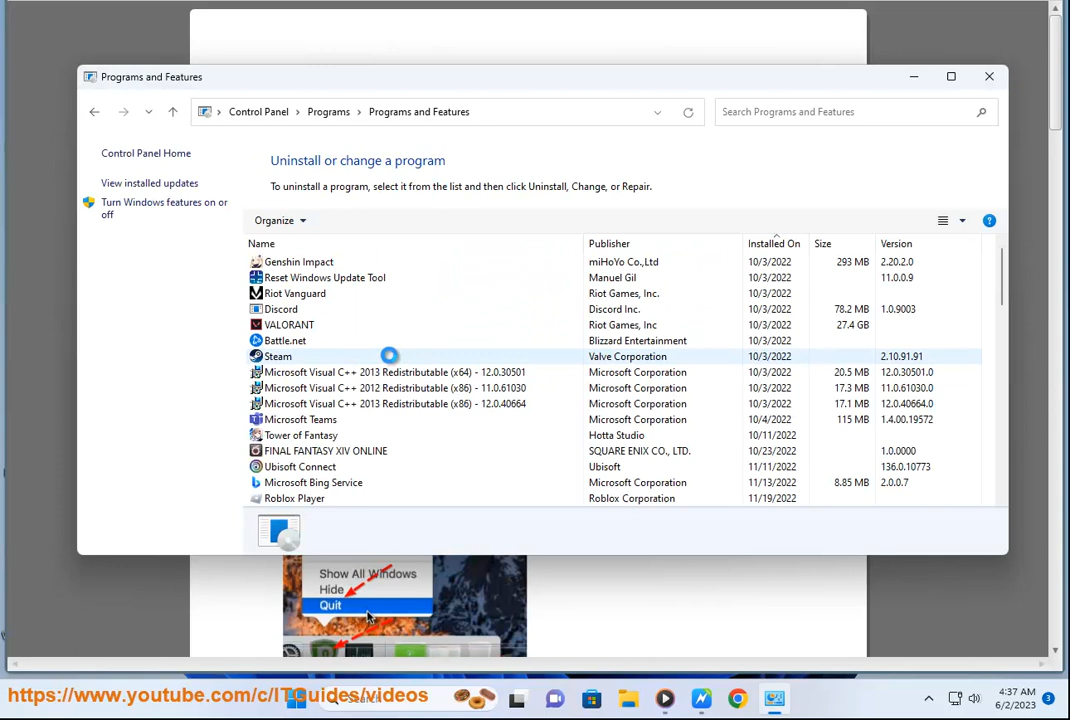 Programs and Features
Control Panel > Programs > Programs and Features
Search Programs and Features
Control Panel Home
View installed updates
Turn Windows features on or
off
Uninstall or change a program
To uninstall a program, select it from the list and then click Uninstall, Change, or Repair.
Organize
Name Publisher Installed On Size Version
Genshin Impact miHoYo Co.,Ltd 10/3/2022 293 MB 2.20.2.0
Reset Windows Update Tool Manuel Gil 10/3/2022 11.0.0.9
Riot Vanguard Riot Games, Inc. 10/3/2022
Discord Discord Inc. 10/3/2022 78.2 MB 1.0.9003
VALORANT Riot Games, Inc 10/3/2022 27.4 GB
Battle.net Blizzard Entertainment 10/3/2022
Steam Valve Corporation 10/3/2022 2.10.91.91
Microsoft Visual C++ 2013 Redistributable (x64) - 12.0.30501 Microsoft Corporation 10/3/2022 20.5 MB 12.0.30501.0
Microsoft Visual C++ 2012 Redistributable (x86) - 11.0.61030 Microsoft Corporation 10/3/2022 17.3 MB 11.0.61030.0
Microsoft Visual C++ 2013 Redistributable (x86) - 12.0.40664 Microsoft Corporation 10/3/2022 17.1 MB 12.0.40664.0
Microsoft Teams Microsoft Corporation 10/4/2022 115 MB 1.4.00.19572
Tower of Fantasy Hotta Studio 10/11/2022
FINAL FANTASY XIV ONLINE SQUARE ENIX CO., LTD. 10/23/2022 1.0.0000
Ubisoft Connect Ubisoft 11/11/2022 136.0.10773
Microsoft Bing Service Microsoft Corporation 11/13/2022 8.85 MB 2.0.0.7
Roblox Player Roblox Corporation 11/19/2022
Show All Windows
Hide
Quit
https://www.youtube.com/c/ITGuides/videos
Search
4:37 AM
6/2/2023
3